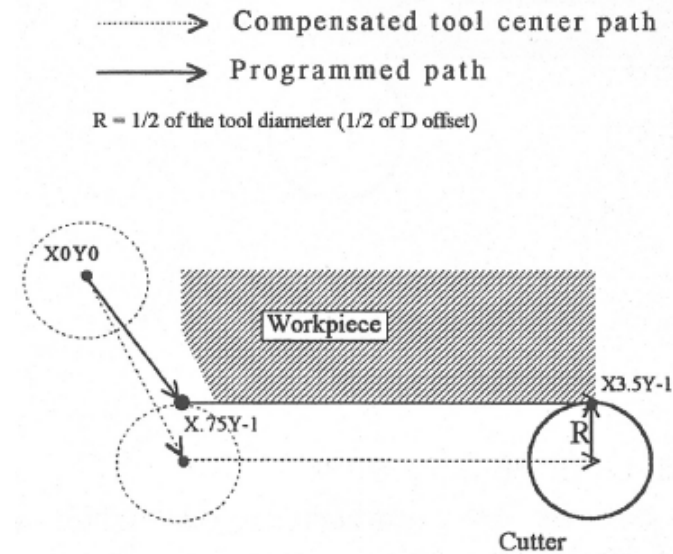 Compensated tool center path
Programmed path
R = 1/2 of the tool diameter (1/2 of D offset)
X0Y0
Workpiece
X3.5Y-1
X.75Y-1
R
Cutter